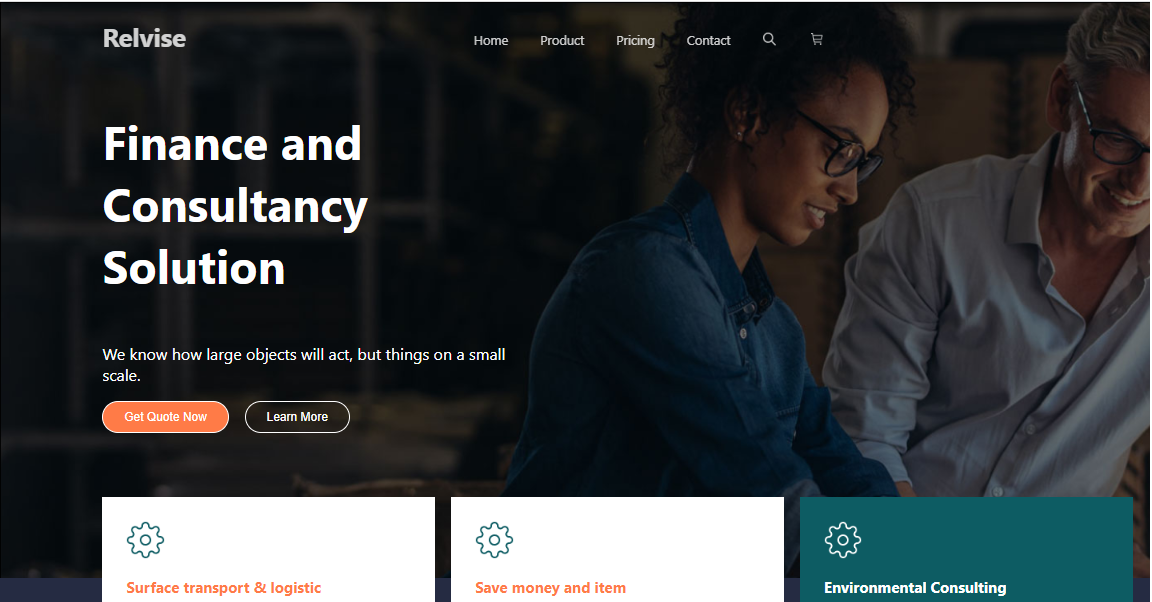 Relvise
Home Product Pricing Contact
Finance and
Consultancy
Solution
We know how large objects will act, but things on a small
scale.
Get Quote Now Learn More
Surface transport & logistic
Save money and item
Environmental Consulting